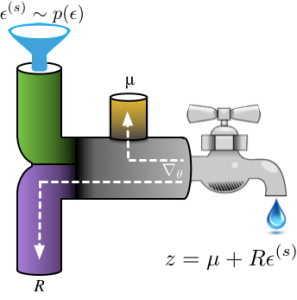 ϵ^(s) ∼ p(ϵ)
μ
∇_θ
z = μ + Rϵ^(s)
R